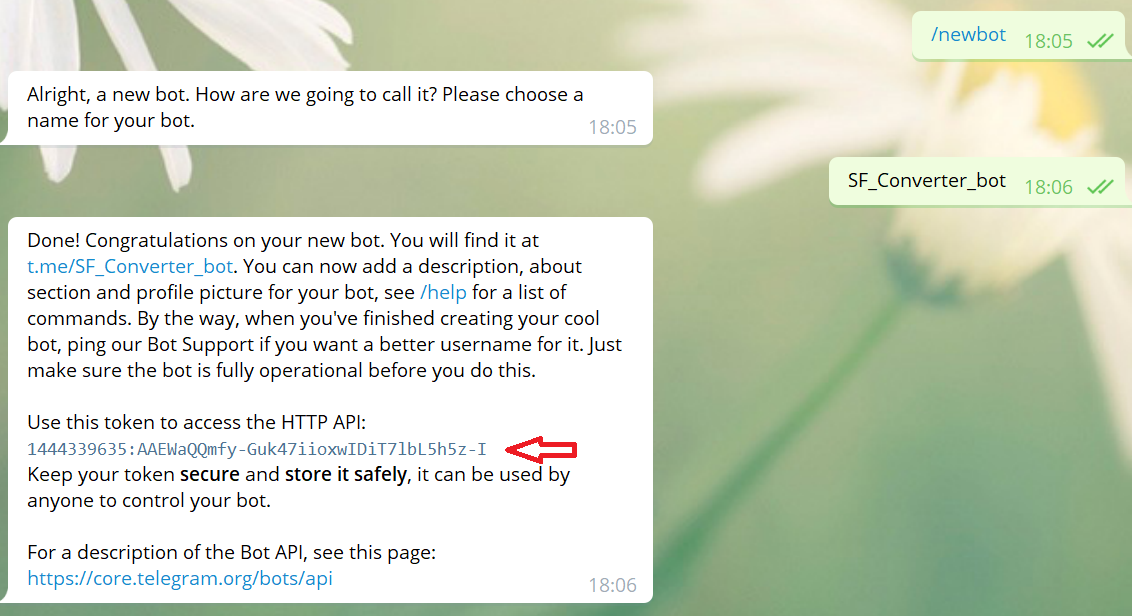 /newbot 18:05
Alright, a new bot. How are we going to call it? Please choose a
name for your bot.
18:05
SF_Converter_bot 18:06
Done! Congratulations on your new bot. You will find it at
t.me/SF_Converter_bot. You can now add a description, about
section and profile picture for your bot, see /help for a list of
commands. By the way, when you've finished creating your cool
bot, ping our Bot Support if you want a better username for it. Just
make sure the bot is fully operational before you do this.
Use this token to access the HTTP API:
1444339635:AAEWaQQmfy-Guk47iioxwIDiT7lbL5h5z-I
Keep your token secure and store it safely, it can be used by
anyone to control your bot.
For a description of the Bot API, see this page:
https://core.telegram.org/bots/api
18:06